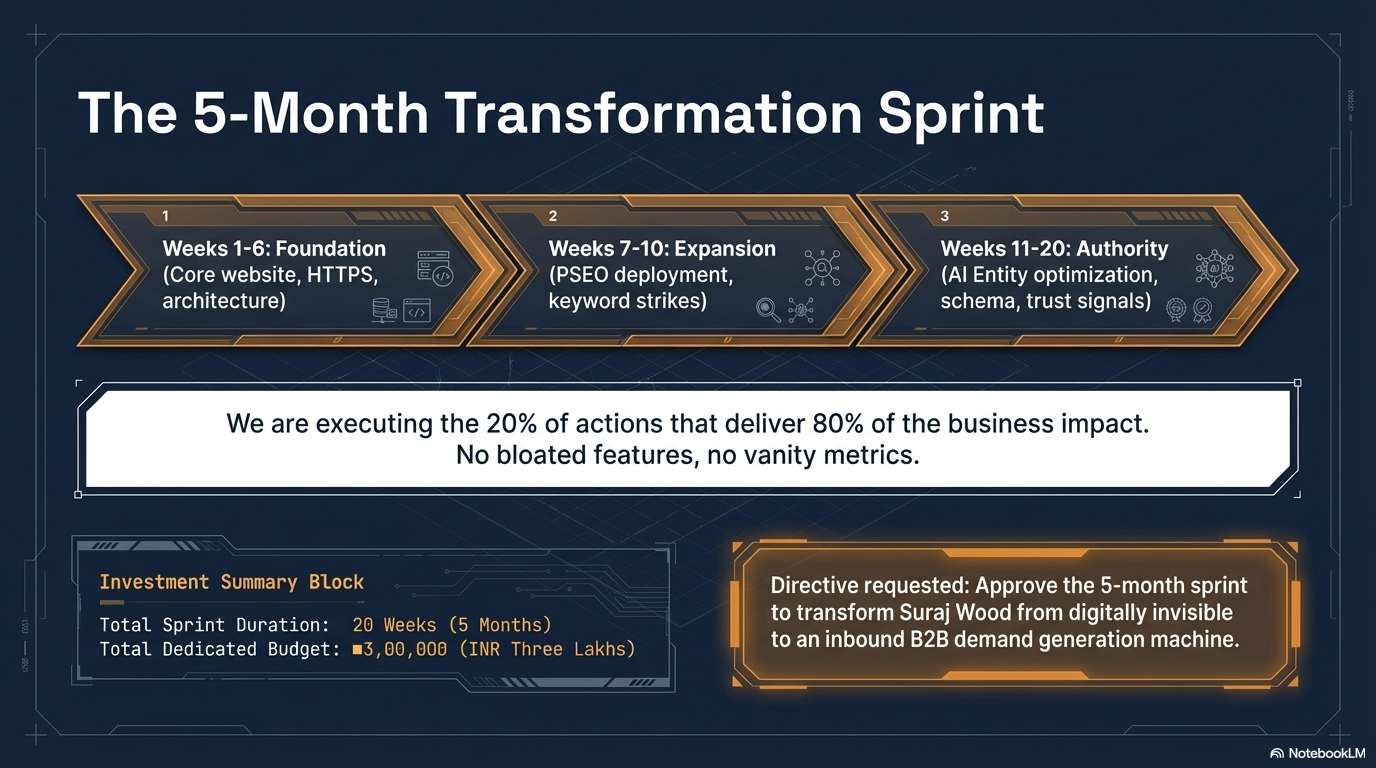 The 5-Month Transformation Sprint
1
Weeks 1-6: Foundation
(Core website, HTTPS,
architecture)
2
Weeks 7-10: Expansion
(PSEO deployment,
keyword strikes)
3
Weeks 11-20: Authority
(AI Entity optimization,
schema, trust signals)
We are executing the 20% of actions that deliver 80% of the business impact.
No bloated features, no vanity metrics.
Investment Summary Block
Total Sprint Duration: 20 Weeks (5 Months)
Total Dedicated Budget: ■3,00,000 (INR Three Lakhs)
Directive requested: Approve the 5-month sprint
to transform Suraj Wood from digitally invisible
to an inbound B2B demand generation machine.
NotebookLM